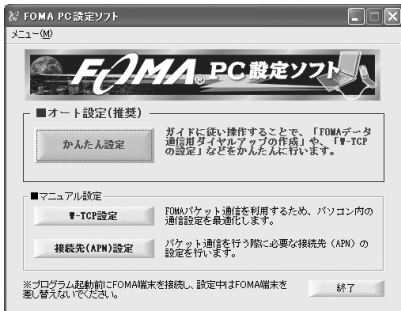 FOMA PC設定ソフト
メニュー(M)
FOMA® PC設定ソフト
■オート設定(推奨)
かんたん設定
ガイドに従い操作することで、「FOMAデータ
通信用ダイヤルアップの作成」や、「W-TCP
の設定」などをかんたんに行います。
■マニュアル設定
W-TCP設定
FOMAパケット通信を利用するため、パソコン内の
通信設定を最適化します。
接続先(APN)設定
パケット通信を行う際に必要な接続先（APN）の
設定を行います。
※プログラム起動前にFOMA端末を接続し、設定中はFOMA端末を
差し替えないでください。
終了